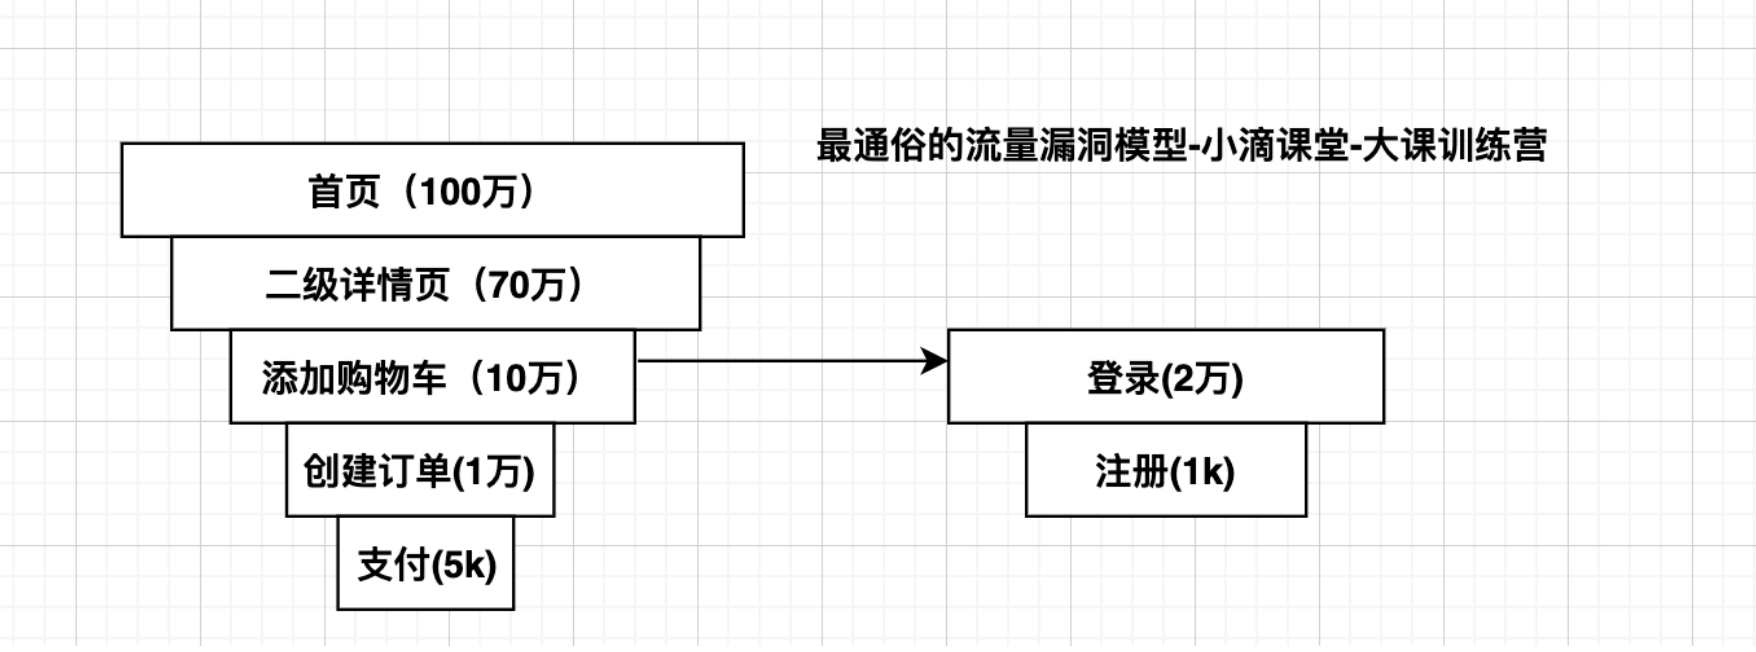 最通俗的流量漏洞模型-小滴课堂-大课训练营
首页（100万）
二级详情页（70万）
添加购物车（10万）
登录(2万)
创建订单(1万)
注册(1k)
支付(5k)